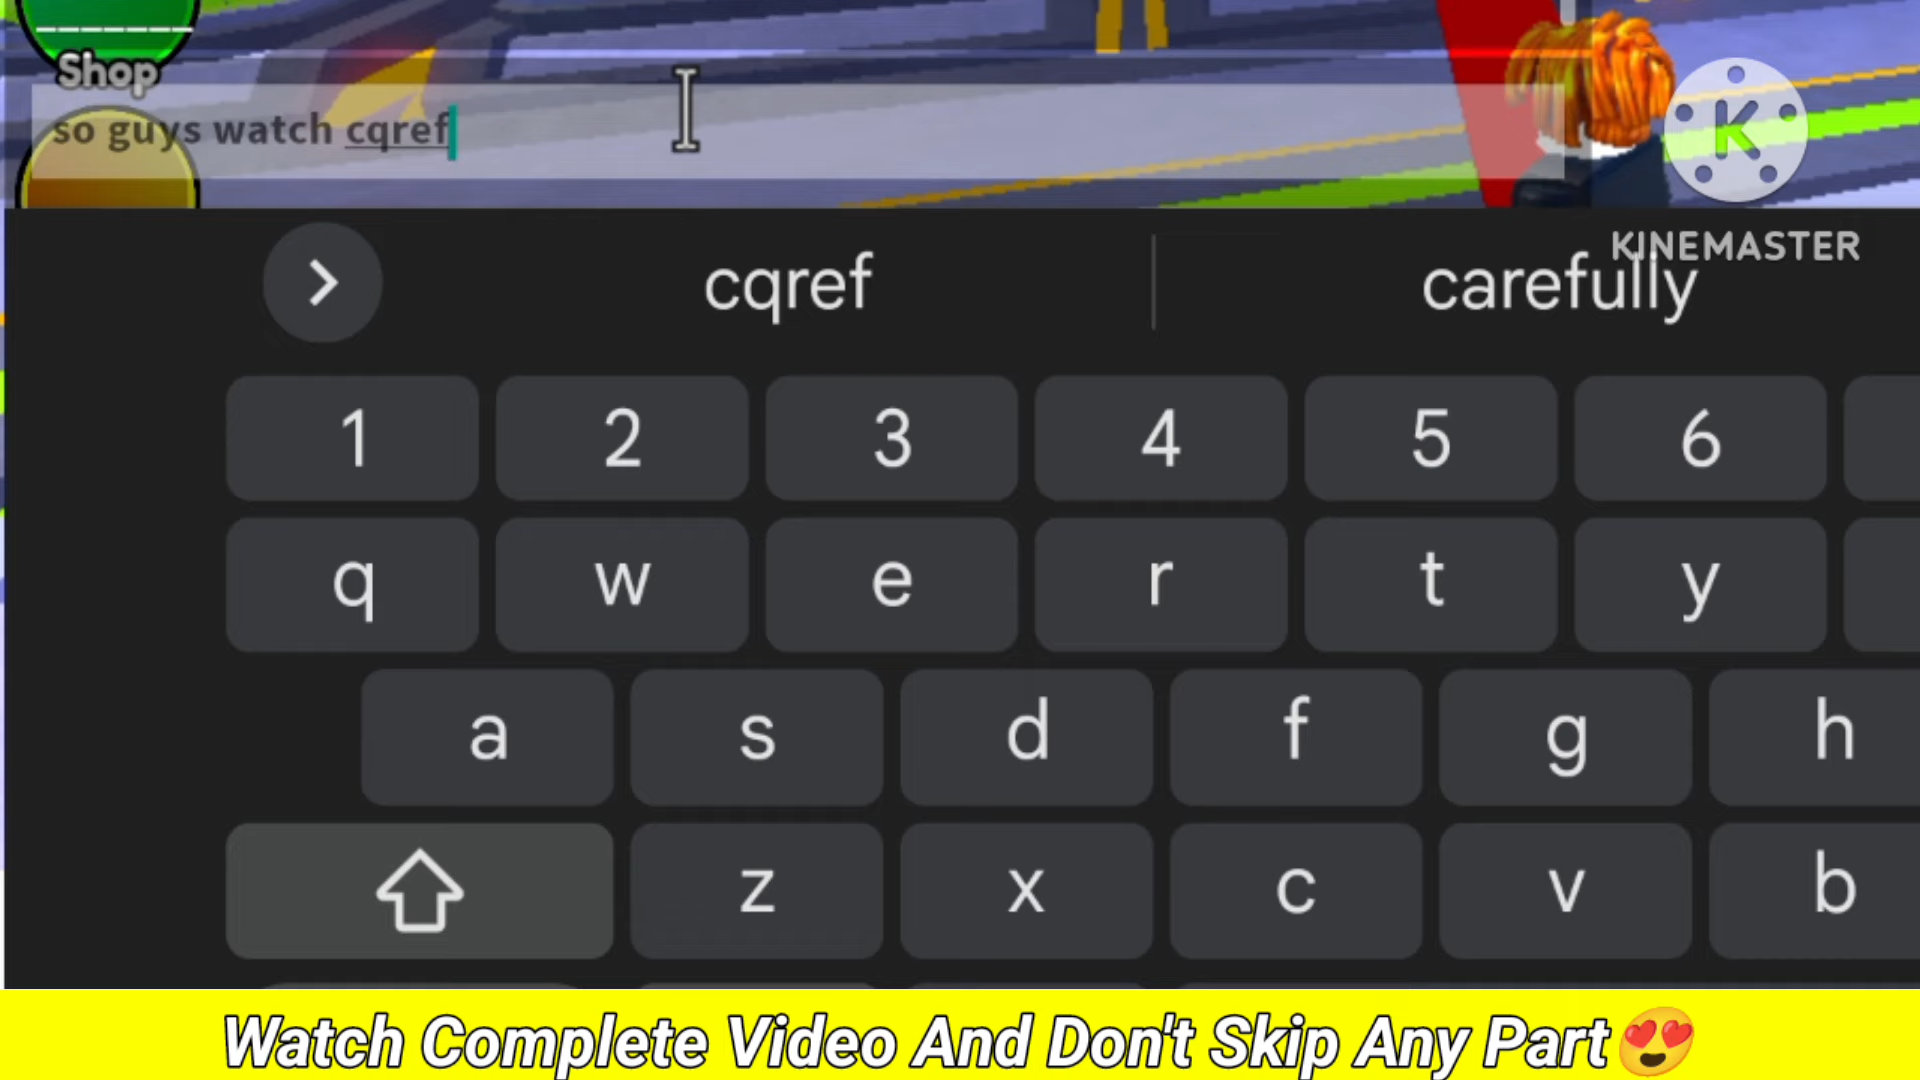 Shop
so guys watch cqref
K
KINEMASTER
cqref carefully
1 2 3 4 5 6
q w e r t y
a s d f g h
z x c v b
Watch Complete Video And Don't Skip Any Part😍